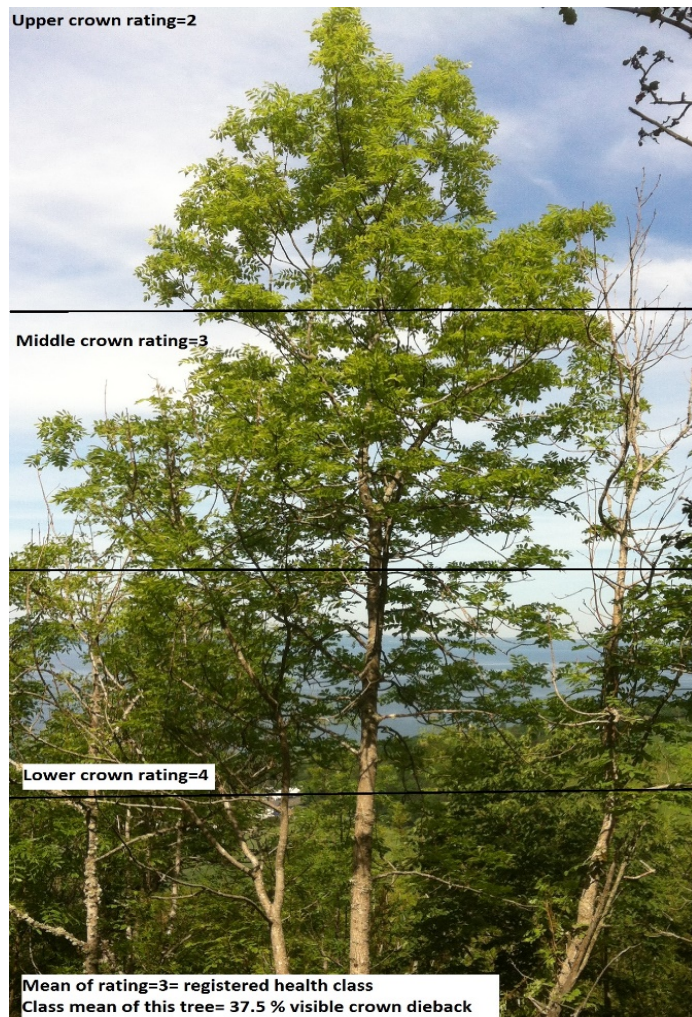 Upper crown rating=2
Middle crown rating=3
Lower crown rating=4
Mean of rating=3= registered health class
Class mean of this tree= 37.5 % visible crown dieback